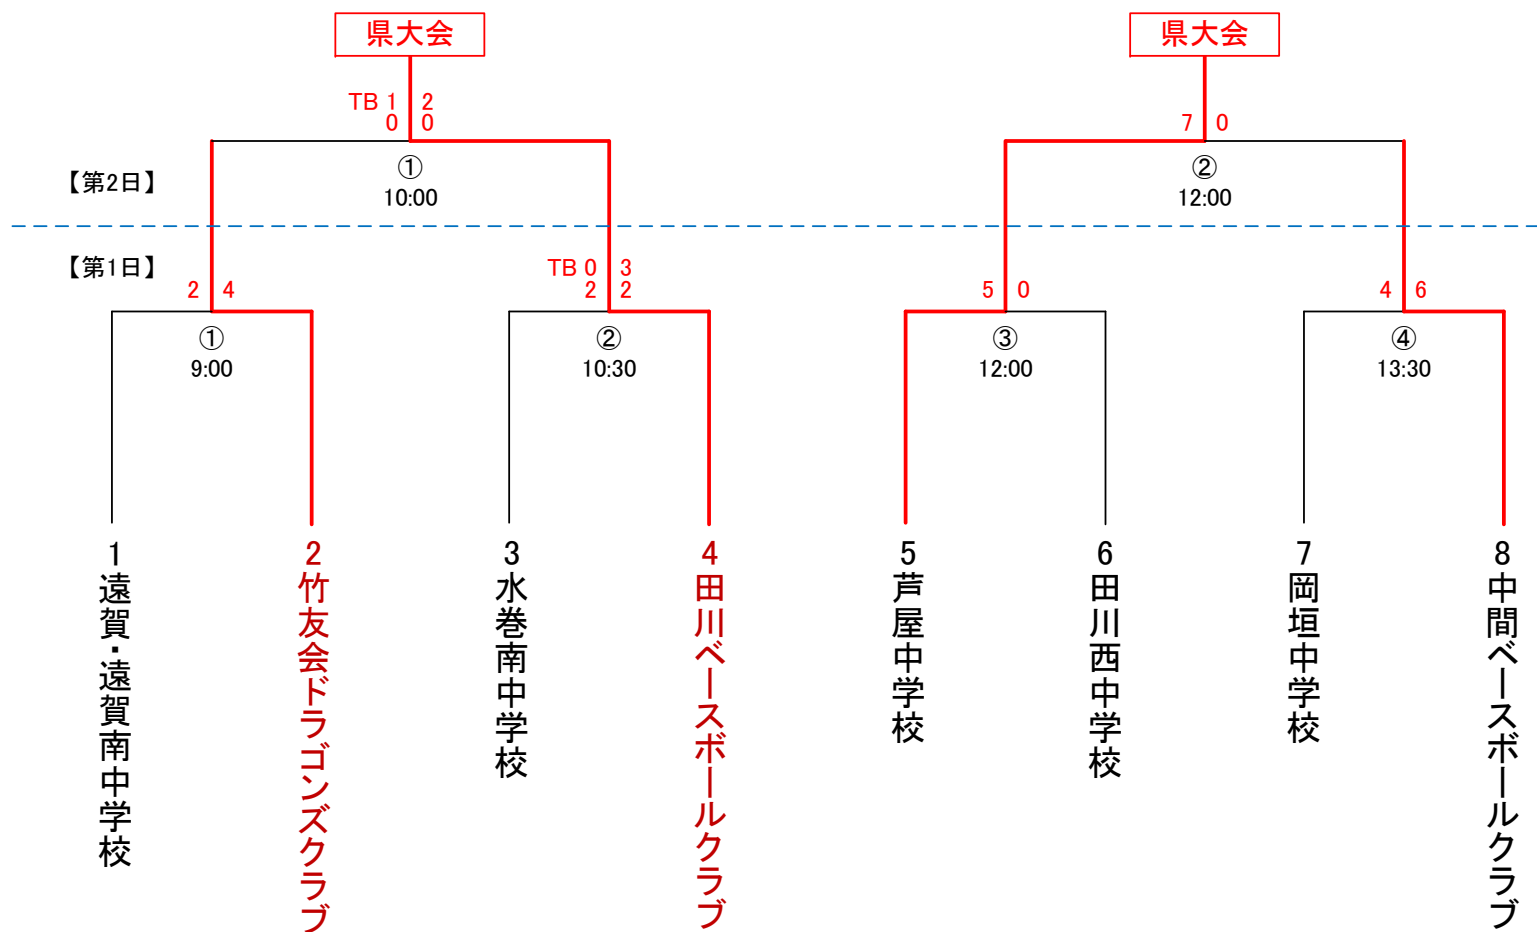 県大会
県大会
TB 1 2
0 0
7 0
【第2日】
①
10:00
②
12:00
【第1日】
TB 0 3
2 4
2 2
5 0
4 6
①
9:00
②
10:30
③
12:00
④
13:30
1 遠賀・遠賀南中学校
2 竹友会ドラゴンズクラブ
3 水巻南中学校
4 田川ベースボールクラブ
5 芦屋中学校
6 田川西中学校
7 岡垣中学校
8 中間ベースボールクラブ